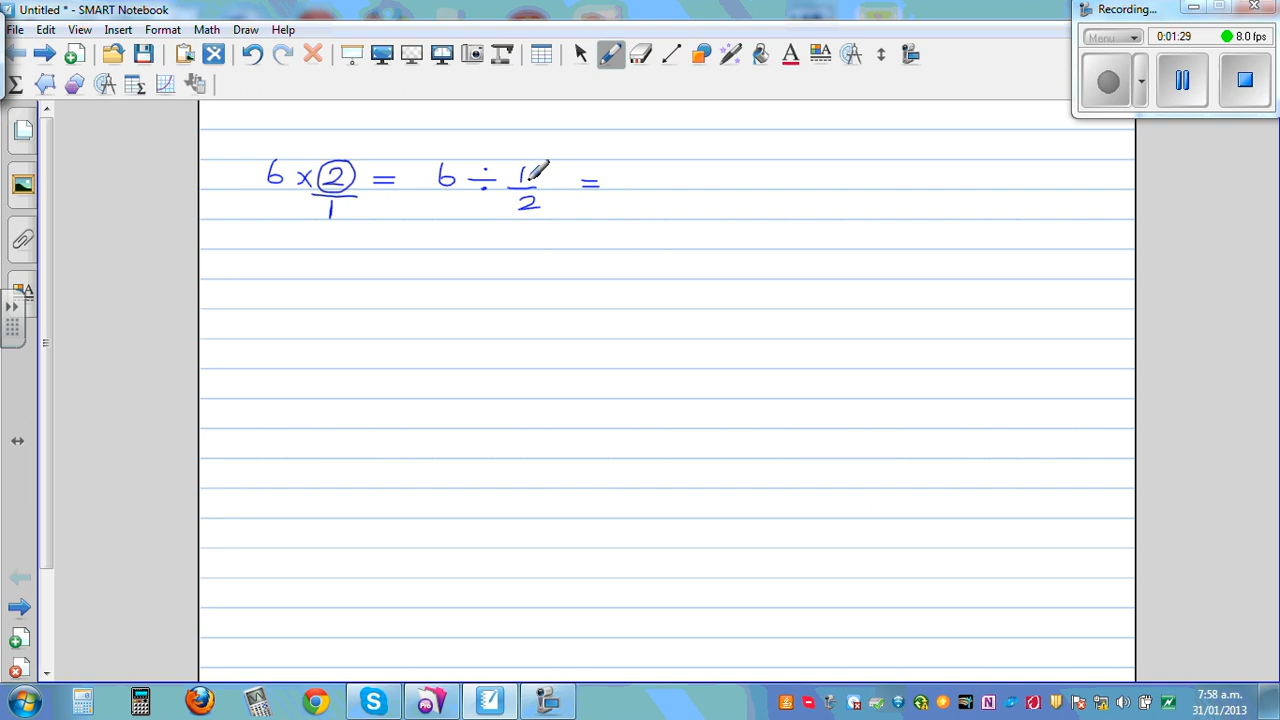 Untitled * - SMART Notebook
File Edit View Insert Format Math Draw Help
Recording...
Menu 0:01:29 8.0 fps
6 × 2/1 = 6 ÷ 1/2 =
7:58 a.m.
31/01/2013